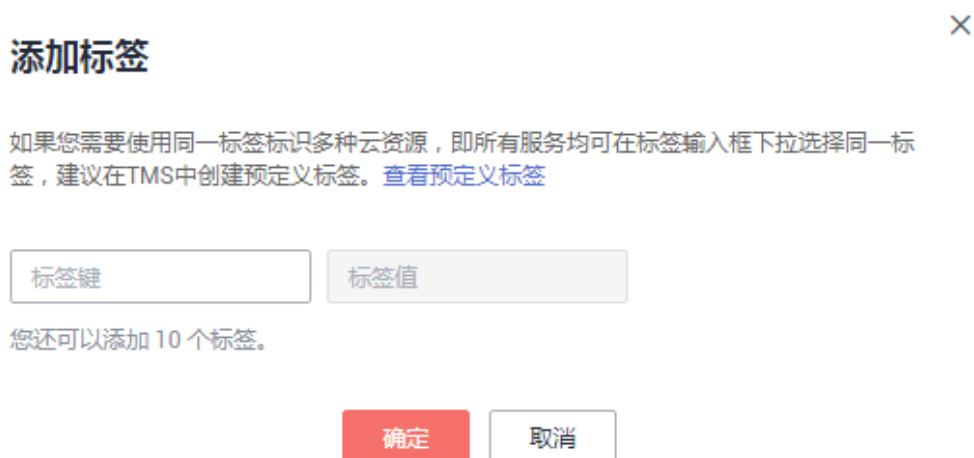 添加标签
如果您需要使用同一标签标识多种云资源，即所有服务均可在标签输入框下拉选择同一标
签，建议在TMS中创建预定义标签。查看预定义标签
标签键 标签值
您还可以添加 10 个标签。
确定 取消